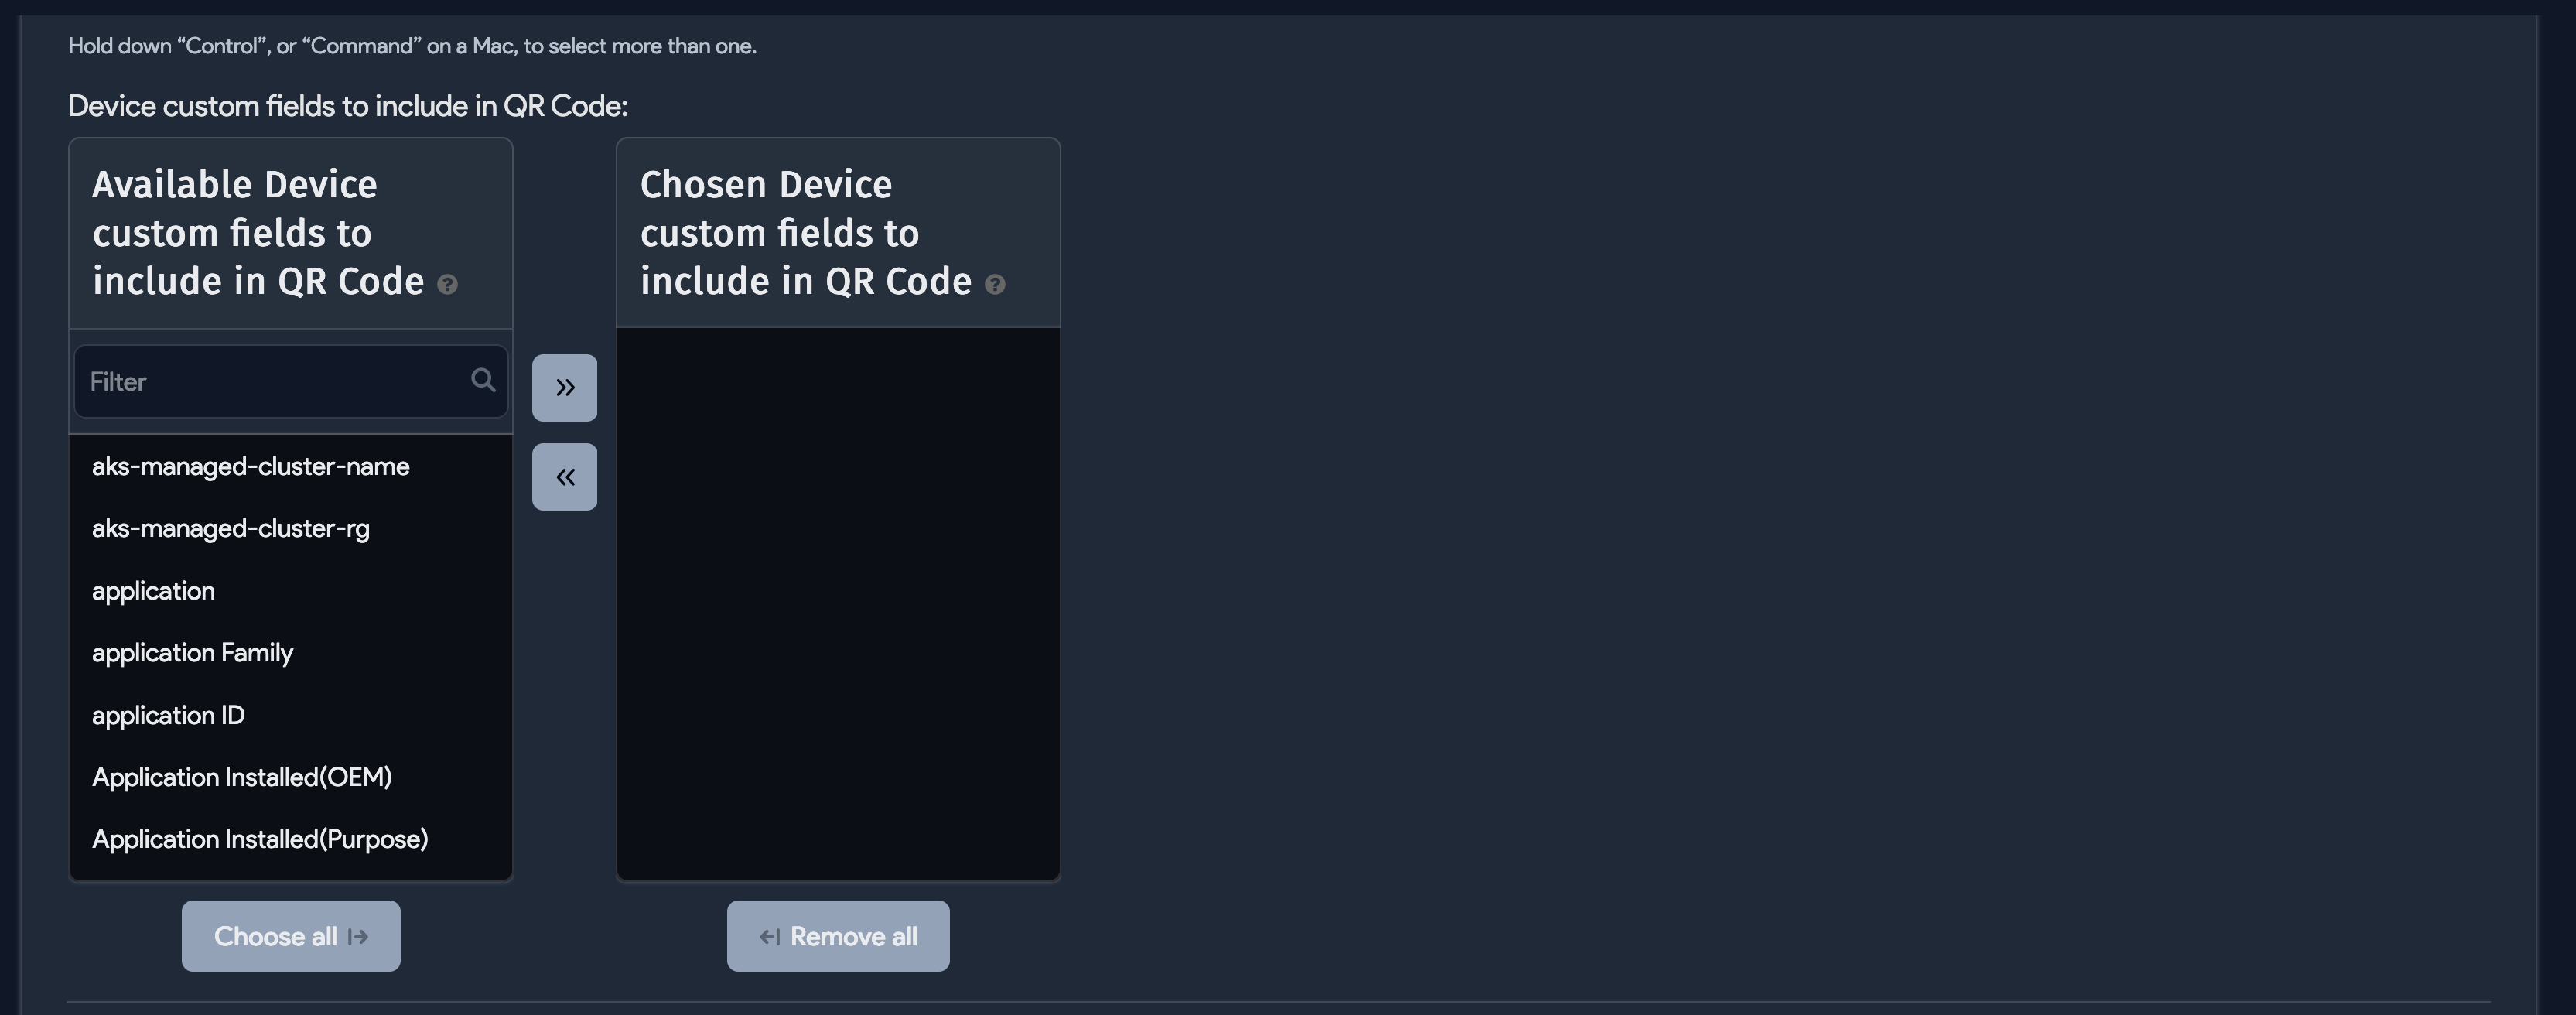 Hold down “Control”, or “Command” on a Mac, to select more than one.
Device custom fields to include in QR Code:
Available Device
custom fields to
include in QR Code ?
Filter
aks-managed-cluster-name
aks-managed-cluster-rg
application
application Family
application ID
Application Installed(OEM)
Application Installed(Purpose)
Choose all
»
«
Chosen Device
custom fields to
include in QR Code ?
Remove all